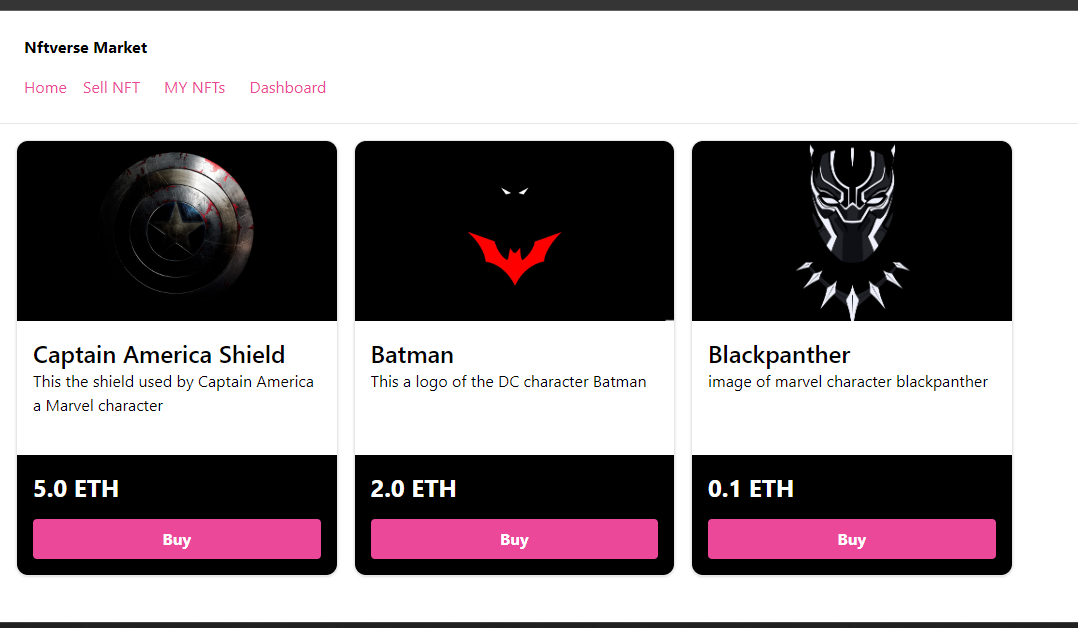 Nftverse Market
Home Sell NFT MY NFTs Dashboard
Captain America Shield
This the shield used by Captain America
a Marvel character
5.0 ETH
Buy
Batman
This a logo of the DC character Batman
2.0 ETH
Buy
Blackpanther
image of marvel character blackpanther
0.1 ETH
Buy